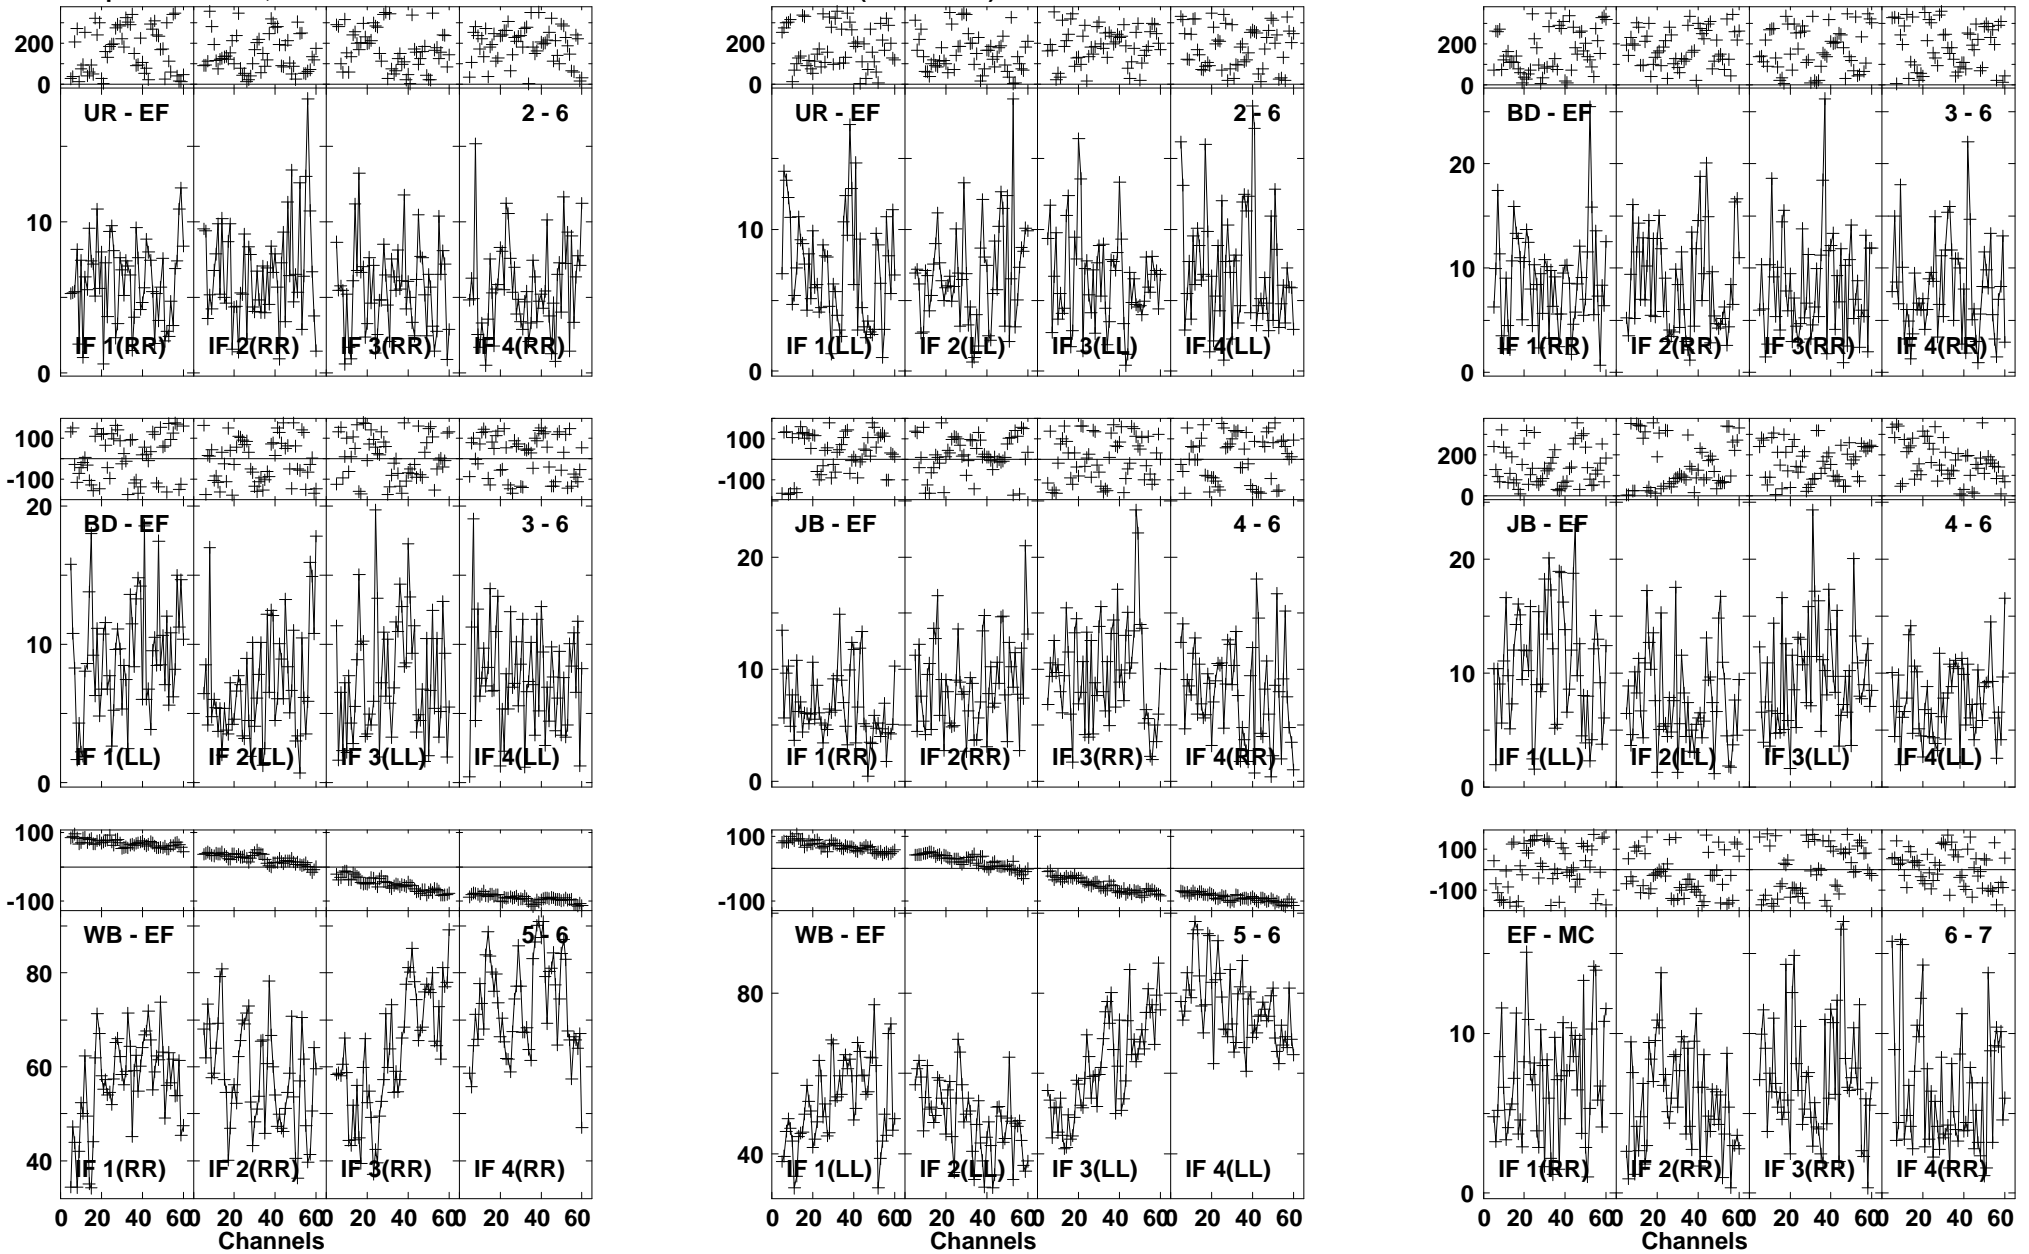 200
0
UR - EF 2 - 6
10
0
IF 1(RR) IF 2(RR) IF 3(RR) IF 4(RR)
200
0
UR - EF 2 - 6
10
0
IF 1(LL) IF 2(LL) IF 3(LL) IF 4(LL)
200
0
BD - EF 3 - 6
20
10
0
IF 1(RR) IF 2(RR) IF 3(RR) IF 4(RR)
100
-100
20
BD - EF 3 - 6
10
0
IF 1(LL) IF 2(LL) IF 3(LL) IF 4(LL)
100
-100
JB - EF 4 - 6
20
10
0
IF 1(RR) IF 2(RR) IF 3(RR) IF 4(RR)
200
0
JB - EF 4 - 6
20
10
0
IF 1(LL) IF 2(LL) IF 3(LL) IF 4(LL)
100
-100
WB - EF 5 - 6
80
60
40
IF 1(RR) IF 2(RR) IF 3(RR) IF 4(RR)
0 20 40 60 0 20 40 60 0 20 40 60 0 20 40 60
Channels
100
-100
WB - EF 5 - 6
80
40
IF 1(LL) IF 2(LL) IF 3(LL) IF 4(LL)
0 20 40 60 0 20 40 60 0 20 40 60 0 20 40 60
Channels
100
-100
EF - MC 6 - 7
10
0
IF 1(RR) IF 2(RR) IF 3(RR) IF 4(RR)
0 20 40 60 0 20 40 60 0 20 40 60 0 20 40 60
Channels